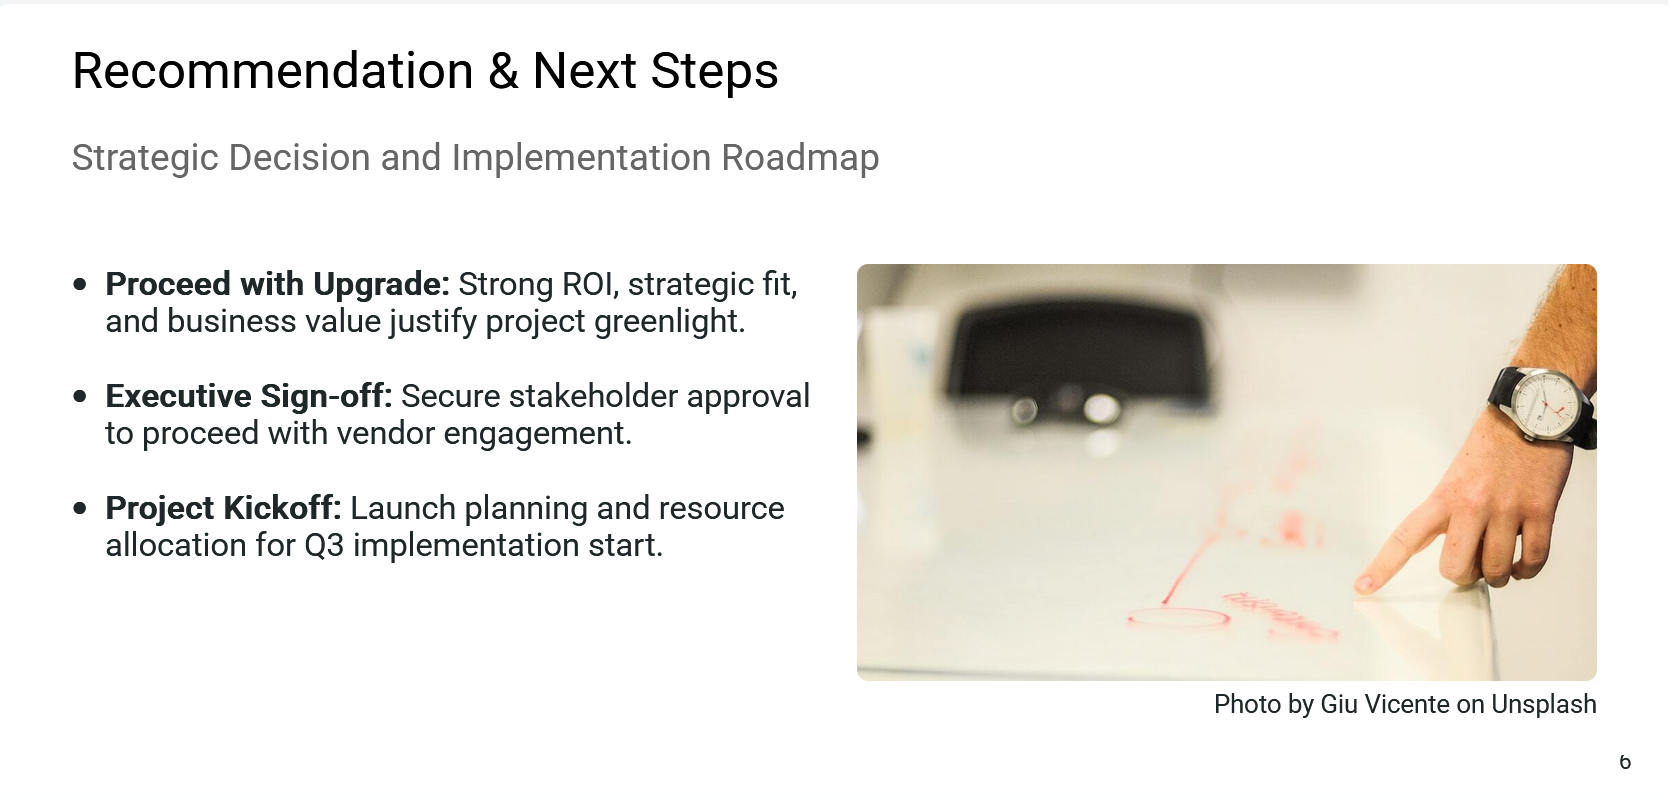 Recommendation & Next Steps
Strategic Decision and Implementation Roadmap
• Proceed with Upgrade: Strong ROI, strategic fit,
and business value justify project greenlight.
• Executive Sign-off: Secure stakeholder approval
to proceed with vendor engagement.
• Project Kickoff: Launch planning and resource
allocation for Q3 implementation start.
Photo by Giu Vicente on Unsplash
6